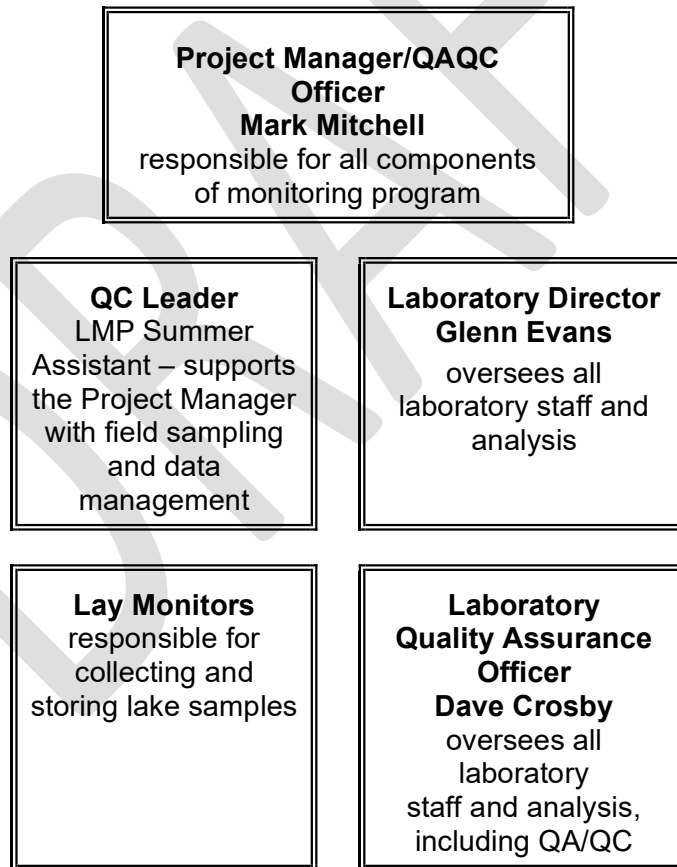 Project Manager/QAQC
Officer
Mark Mitchell
responsible for all components
of monitoring program
QC Leader
LMP Summer
Assistant – supports
the Project Manager
with field sampling
and data
management
Laboratory Director
Glenn Evans
oversees all
laboratory staff and
analysis
Lay Monitors
responsible for
collecting and
storing lake samples
Laboratory
Quality Assurance
Officer
Dave Crosby
oversees all
laboratory
staff and analysis,
including QA/QC